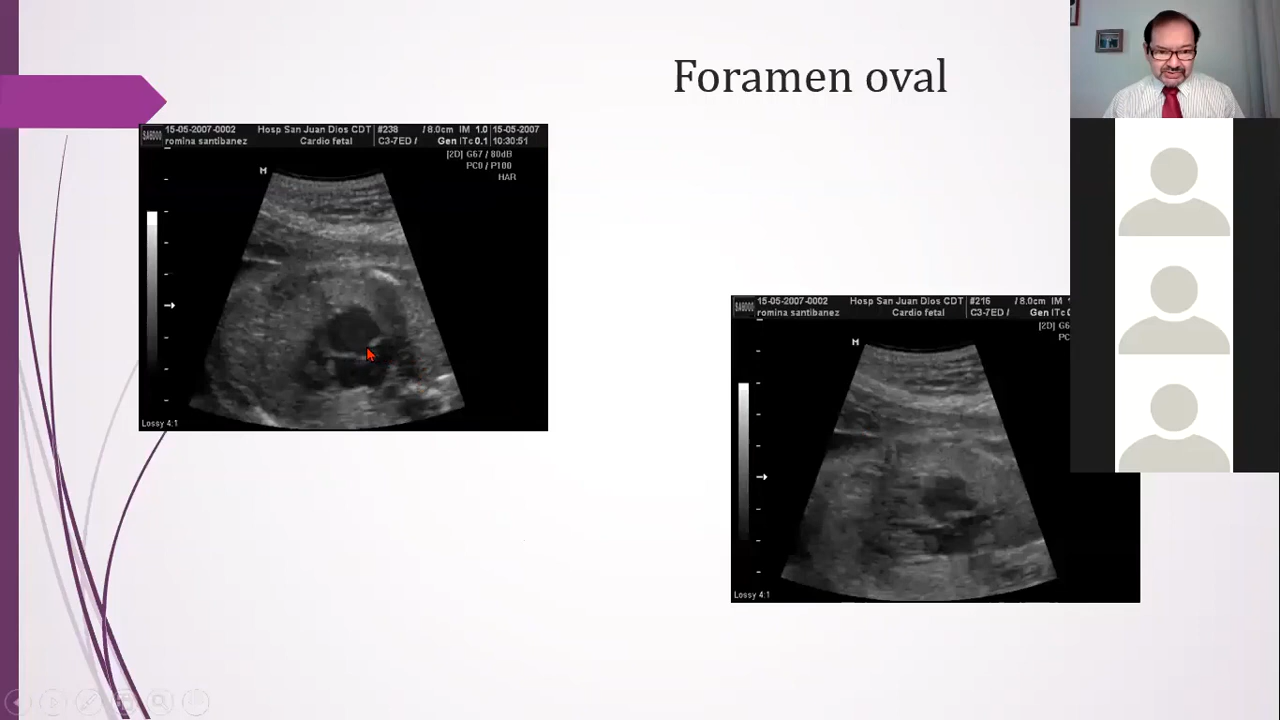 Foramen oval
SA8000
15-05-2007-0002 Hosp San Juan Dios CDT #238 / 8.0cm IM 1.0 15-05-2007
romina santibanez Cardio fetal C3-7ED / Gen ITc 0.1 10:30:51
[2D] G67 / 80dB
PC0 / P100
HAR
M
Lossy 4:1
SA8000
15-05-2007-0002 Hosp San Juan Dios CDT #216 / 8.0cm IM
romina santibanez Cardio fetal C3-7ED / Gen ITc
[2D] G6
PC
M
Lossy 4:1